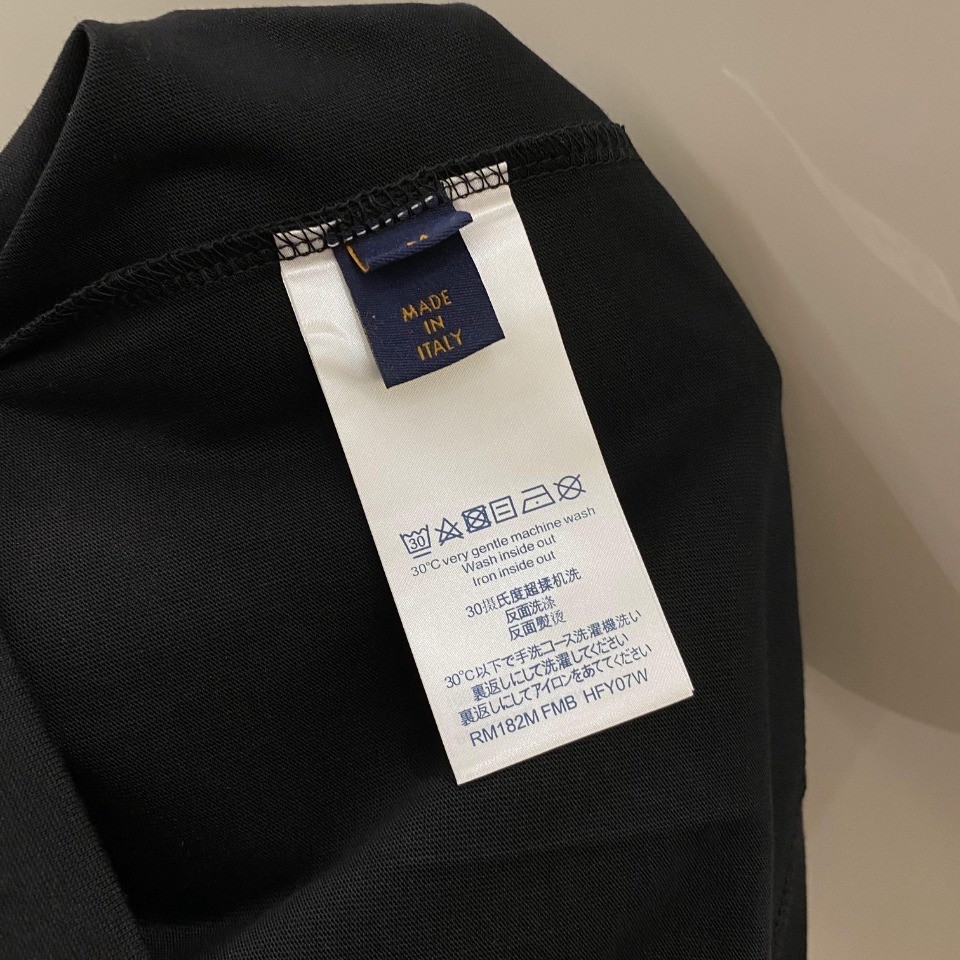 MADE
IN
ITALY
30
30°C very gentle machine wash
Wash inside out
Iron inside out
30摄氏度超揉机洗
反面洗涤
反面熨烫
30°C以下で手洗コース洗濯機洗い
裏返しにして洗濯してください
裏返しにしてアイロンをあててください
RM182M FMB HFY07W